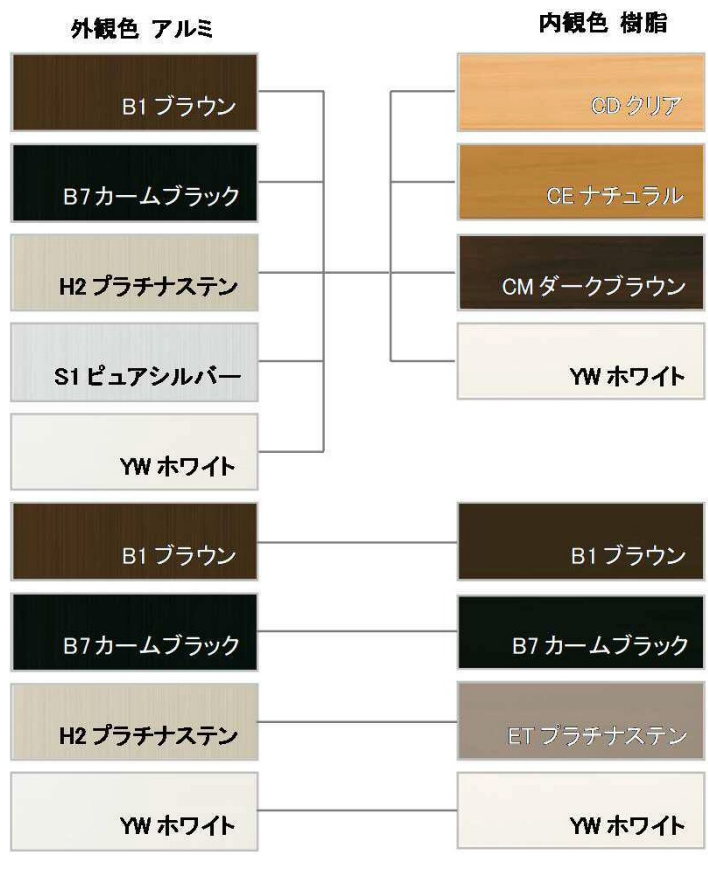 外観色 アルミ
内観色 樹脂
B1 ブラウン
CD クリア
B7 カームブラック
CE ナチュラル
H2 プラチナステン
CM ダークブラウン
S1 ピュアシルバー
YW ホワイト
YW ホワイト
B1 ブラウン
B1 ブラウン
B7 カームブラック
B7 カームブラック
H2 プラチナステン
ET プラチナステン
YW ホワイト
YW ホワイト